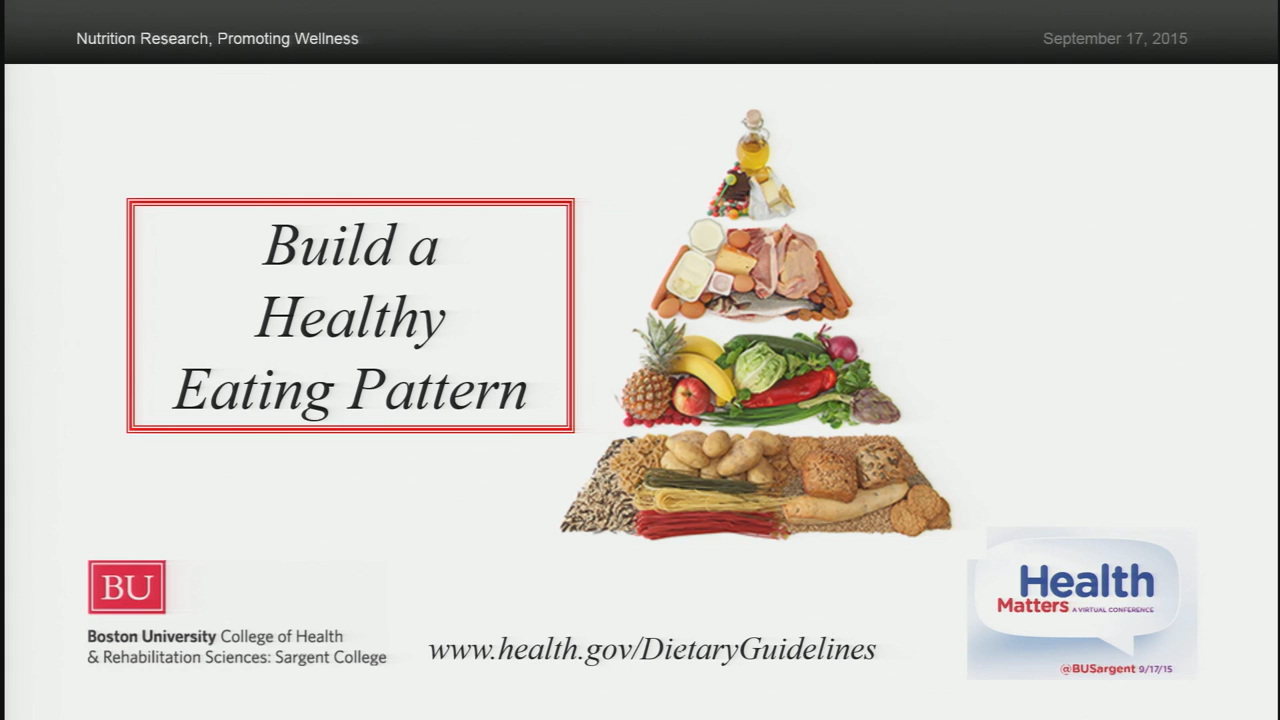 Nutrition Research, Promoting Wellness
September 17, 2015
Build a
Healthy
Eating Pattern
BU
Boston University College of Health
& Rehabilitation Sciences: Sargent College
www.health.gov/DietaryGuidelines
Health
Matters A VIRTUAL CONFERENCE
@BUSargent 9/17/15